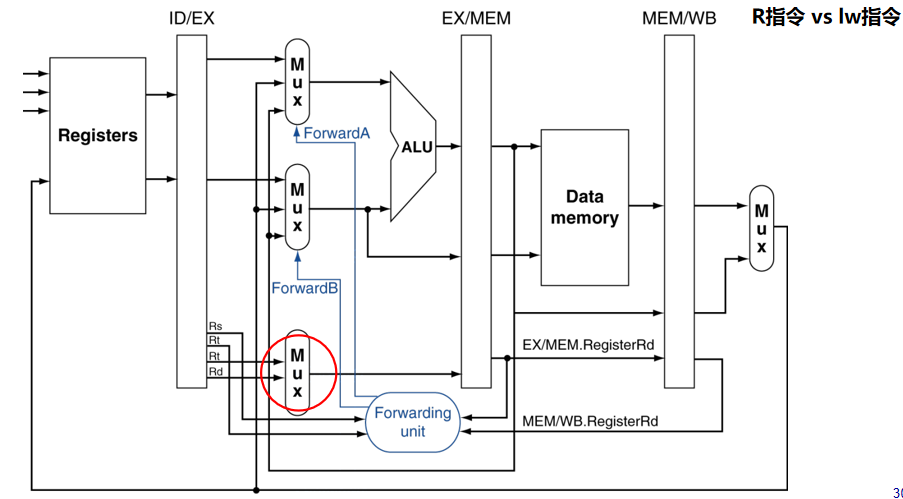 ID/EX
EX/MEM
MEM/WB
R指令 vs lw指令
Mux
Registers
ForwardA
ALU
Mux
Data
memory
Mux
ForwardB
Rs
Rt
Rt
Rd
Mux
EX/MEM.RegisterRd
Forwarding
unit
MEM/WB.RegisterRd
30